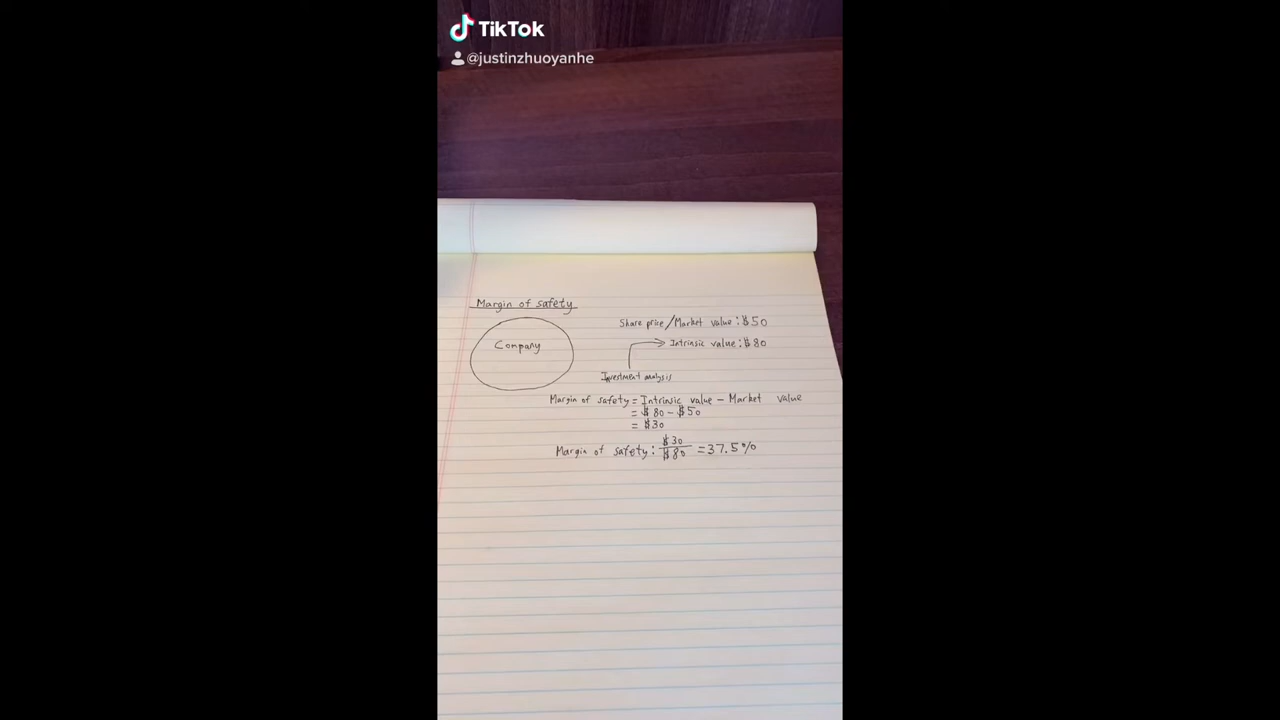 TikTok
@justinzhuoyanhe
Margin of safety
Company
Share price/Market value: $50
Intrinsic value: $80
Investment analysis
Margin of safety = Intrinsic value - Market value
= $80 - $50
= $30
Margin of safety: $30/$80 = 37.5%